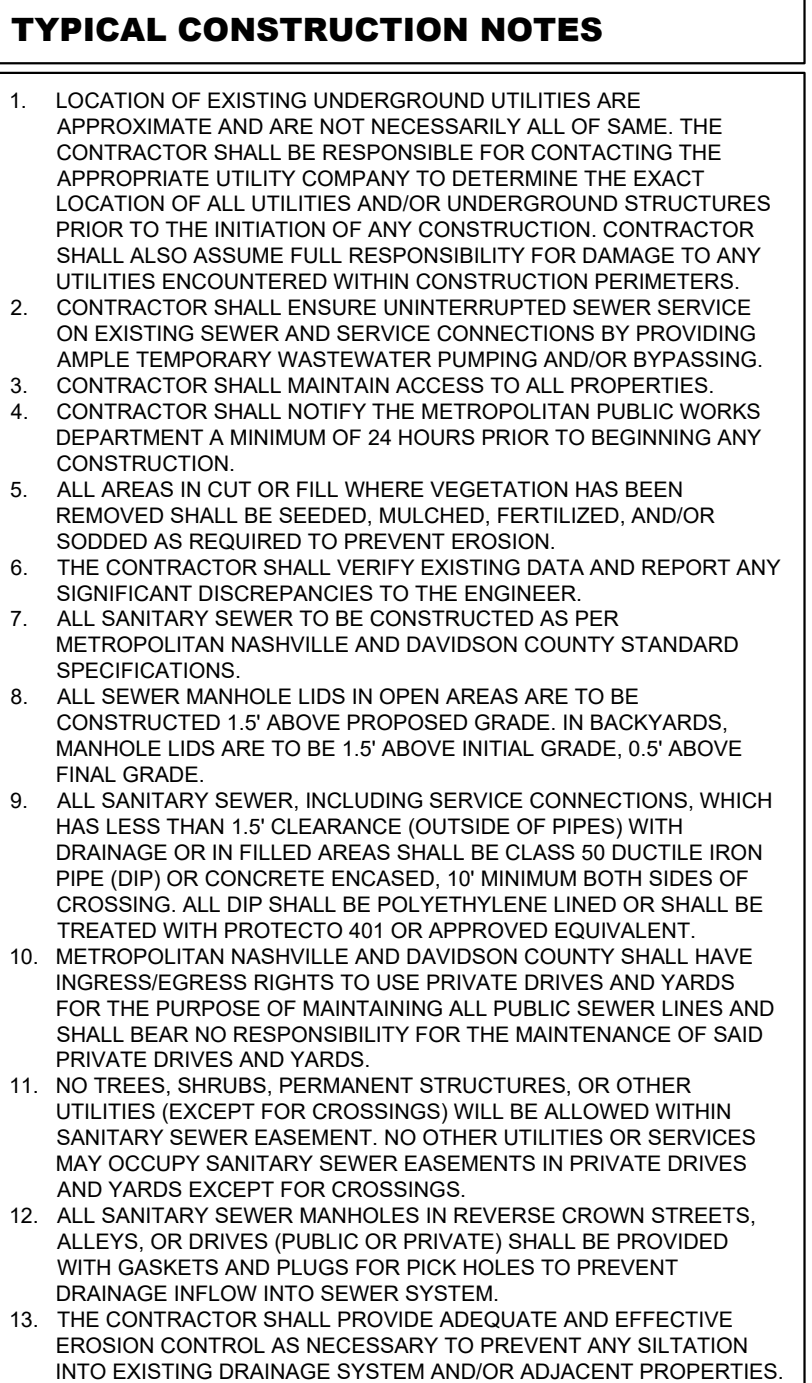 TYPICAL CONSTRUCTION NOTES
1. LOCATION OF EXISTING UNDERGROUND UTILITIES ARE
APPROXIMATE AND ARE NOT NECESSARILY ALL OF SAME. THE
CONTRACTOR SHALL BE RESPONSIBLE FOR CONTACTING THE
APPROPRIATE UTILITY COMPANY TO DETERMINE THE EXACT
LOCATION OF ALL UTILITIES AND/OR UNDERGROUND STRUCTURES
PRIOR TO THE INITIATION OF ANY CONSTRUCTION. CONTRACTOR
SHALL ALSO ASSUME FULL RESPONSIBILITY FOR DAMAGE TO ANY
UTILITIES ENCOUNTERED WITHIN CONSTRUCTION PERIMETERS.
2. CONTRACTOR SHALL ENSURE UNINTERRUPTED SEWER SERVICE
ON EXISTING SEWER AND SERVICE CONNECTIONS BY PROVIDING
AMPLE TEMPORARY WASTEWATER PUMPING AND/OR BYPASSING.
3. CONTRACTOR SHALL MAINTAIN ACCESS TO ALL PROPERTIES.
4. CONTRACTOR SHALL NOTIFY THE METROPOLITAN PUBLIC WORKS
DEPARTMENT A MINIMUM OF 24 HOURS PRIOR TO BEGINNING ANY
CONSTRUCTION.
5. ALL AREAS IN CUT OR FILL WHERE VEGETATION HAS BEEN
REMOVED SHALL BE SEEDED, MULCHED, FERTILIZED, AND/OR
SODDED AS REQUIRED TO PREVENT EROSION.
6. THE CONTRACTOR SHALL VERIFY EXISTING DATA AND REPORT ANY
SIGNIFICANT DISCREPANCIES TO THE ENGINEER.
7. ALL SANITARY SEWER TO BE CONSTRUCTED AS PER
METROPOLITAN NASHVILLE AND DAVIDSON COUNTY STANDARD
SPECIFICATIONS.
8. ALL SEWER MANHOLE LIDS IN OPEN AREAS ARE TO BE
CONSTRUCTED 1.5' ABOVE PROPOSED GRADE. IN BACKYARDS,
MANHOLE LIDS ARE TO BE 1.5' ABOVE INITIAL GRADE, 0.5' ABOVE
FINAL GRADE.
9. ALL SANITARY SEWER, INCLUDING SERVICE CONNECTIONS, WHICH
HAS LESS THAN 1.5' CLEARANCE (OUTSIDE OF PIPES) WITH
DRAINAGE OR IN FILLED AREAS SHALL BE CLASS 50 DUCTILE IRON
PIPE (DIP) OR CONCRETE ENCASED, 10' MINIMUM BOTH SIDES OF
CROSSING. ALL DIP SHALL BE POLYETHYLENE LINED OR SHALL BE
TREATED WITH PROTECTO 401 OR APPROVED EQUIVALENT.
10. METROPOLITAN NASHVILLE AND DAVIDSON COUNTY SHALL HAVE
INGRESS/EGRESS RIGHTS TO USE PRIVATE DRIVES AND YARDS
FOR THE PURPOSE OF MAINTAINING ALL PUBLIC SEWER LINES AND
SHALL BEAR NO RESPONSIBILITY FOR THE MAINTENANCE OF SAID
PRIVATE DRIVES AND YARDS.
11. NO TREES, SHRUBS, PERMANENT STRUCTURES, OR OTHER
UTILITIES (EXCEPT FOR CROSSINGS) WILL BE ALLOWED WITHIN
SANITARY SEWER EASEMENT. NO OTHER UTILITIES OR SERVICES
MAY OCCUPY SANITARY SEWER EASEMENTS IN PRIVATE DRIVES
AND YARDS EXCEPT FOR CROSSINGS.
12. ALL SANITARY SEWER MANHOLES IN REVERSE CROWN STREETS,
ALLEYS, OR DRIVES (PUBLIC OR PRIVATE) SHALL BE PROVIDED
WITH GASKETS AND PLUGS FOR PICK HOLES TO PREVENT
DRAINAGE INFLOW INTO SEWER SYSTEM.
13. THE CONTRACTOR SHALL PROVIDE ADEQUATE AND EFFECTIVE
EROSION CONTROL AS NECESSARY TO PREVENT ANY SILTATION
INTO EXISTING DRAINAGE SYSTEM AND/OR ADJACENT PROPERTIES.